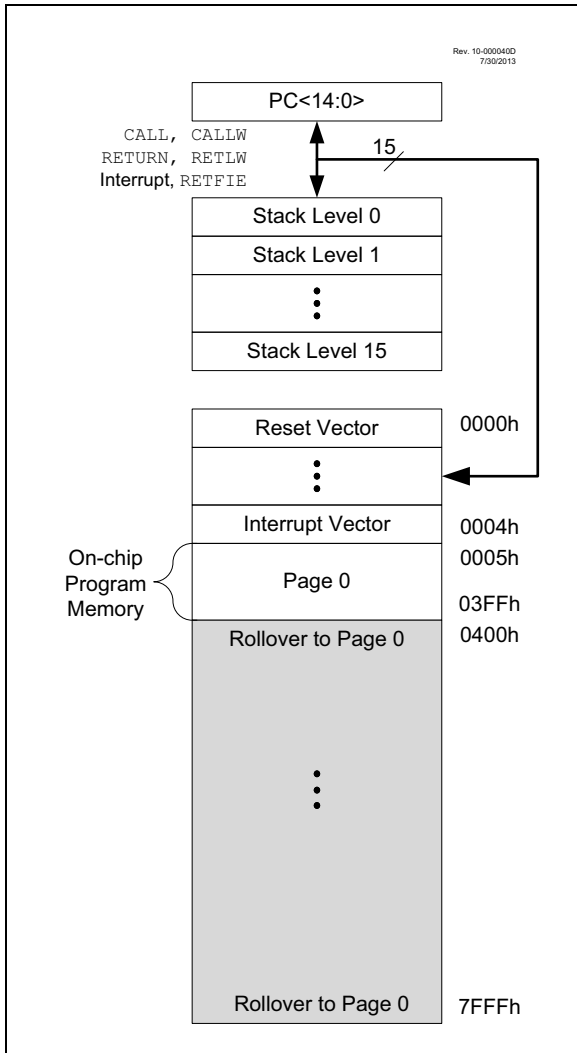 Rev. 10-000040D
7/30/2013
PC<14:0>
CALL, CALLW
RETURN, RETLW
Interrupt, RETFIE
15
Stack Level 0
Stack Level 1
Stack Level 15
Reset Vector
0000h
Interrupt Vector
0004h
On-chip
Program
Memory
Page 0
0005h
03FFh
Rollover to Page 0
0400h
Rollover to Page 0
7FFFh